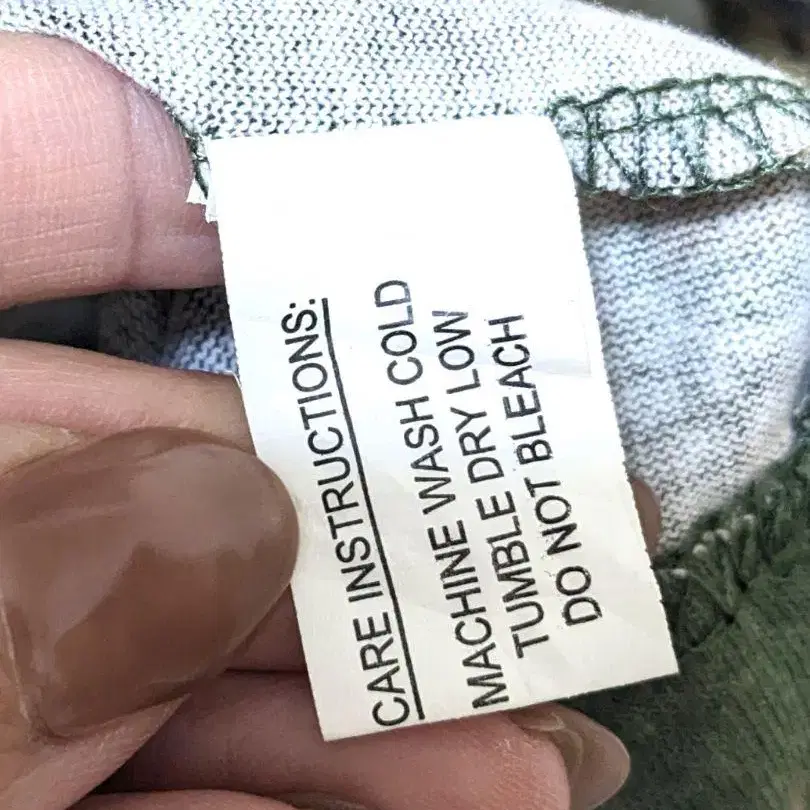 CARE INSTRUCTIONS:
MACHINE WASH COLD
TUMBLE DRY LOW
DO NOT BLEACH